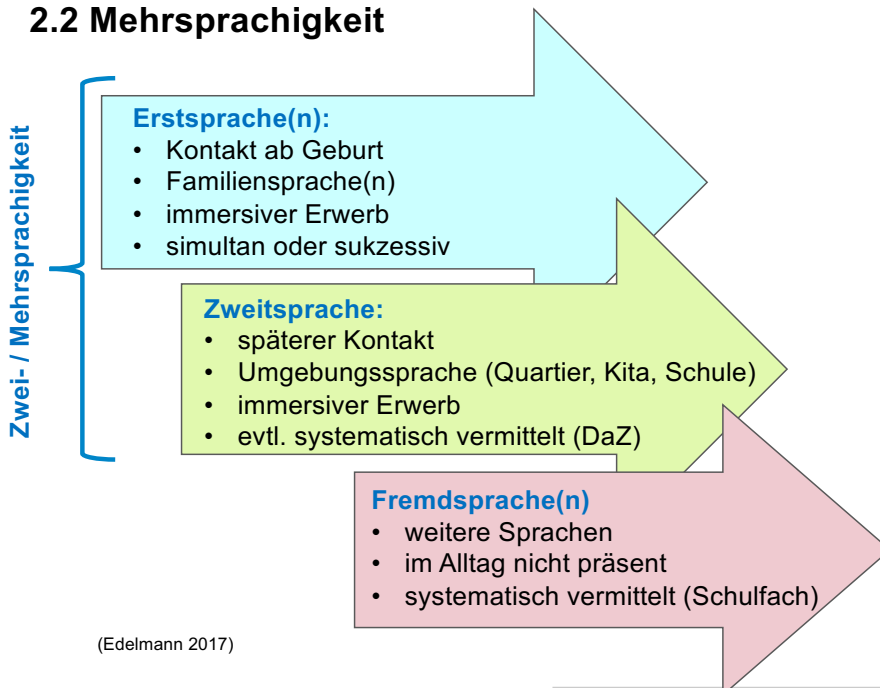 2.2 Mehrsprachigkeit
Zwei- / Mehrsprachigkeit
Erstsprache(n):
• Kontakt ab Geburt
• Familiensprache(n)
• immersiver Erwerb
• simultan oder sukzessiv
Zweitsprache:
• späterer Kontakt
• Umgebungssprache (Quartier, Kita, Schule)
• immersiver Erwerb
• evtl. systematisch vermittelt (DaZ)
Fremdsprache(n)
• weitere Sprachen
• im Alltag nicht präsent
• systematisch vermittelt (Schulfach)
(Edelmann 2017)